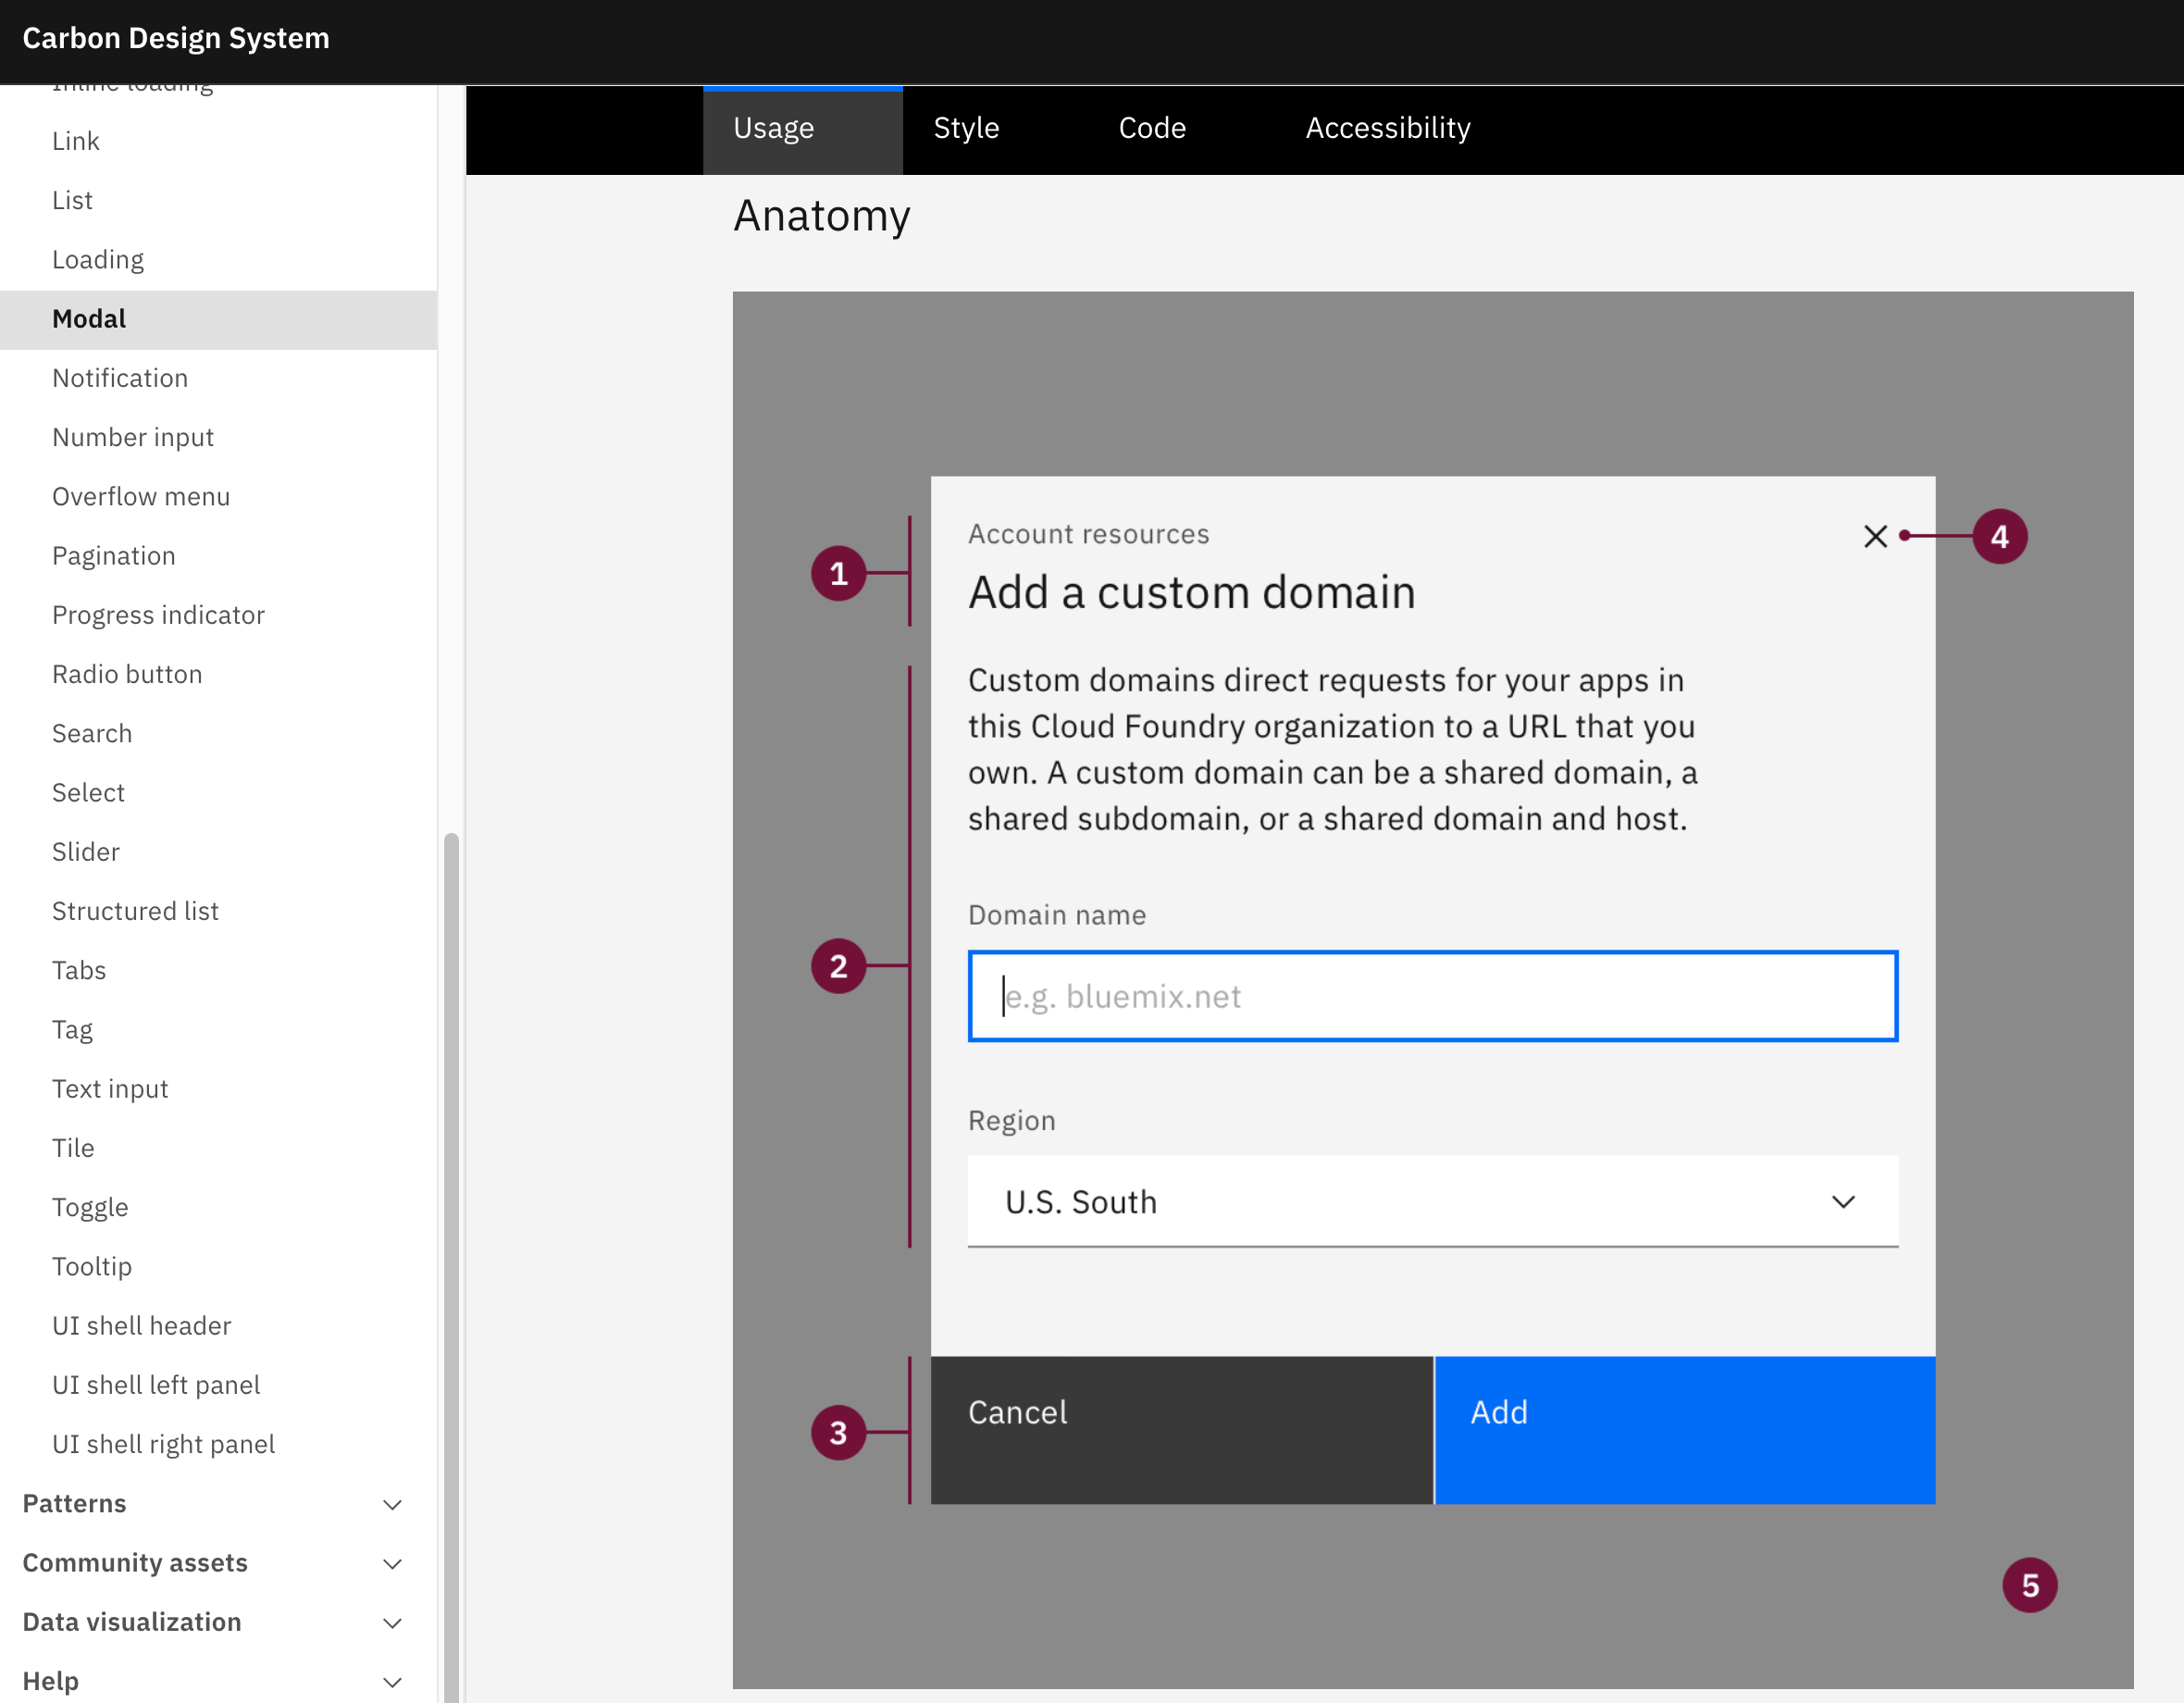 Carbon Design System
Inline loading
Link
List
Loading
Modal
Notification
Number input
Overflow menu
Pagination
Progress indicator
Radio button
Search
Select
Slider
Structured list
Tabs
Tag
Text input
Tile
Toggle
Tooltip
UI shell header
UI shell left panel
UI shell right panel
Patterns
Community assets
Data visualization
Help
Usage
Style
Code
Accessibility
Anatomy
1
Account resources
4
Add a custom domain
Custom domains direct requests for your apps in
this Cloud Foundry organization to a URL that you
own. A custom domain can be a shared domain, a
shared subdomain, or a shared domain and host.
2
Domain name
e.g. bluemix.net
Region
U.S. South
3
Cancel
Add
5